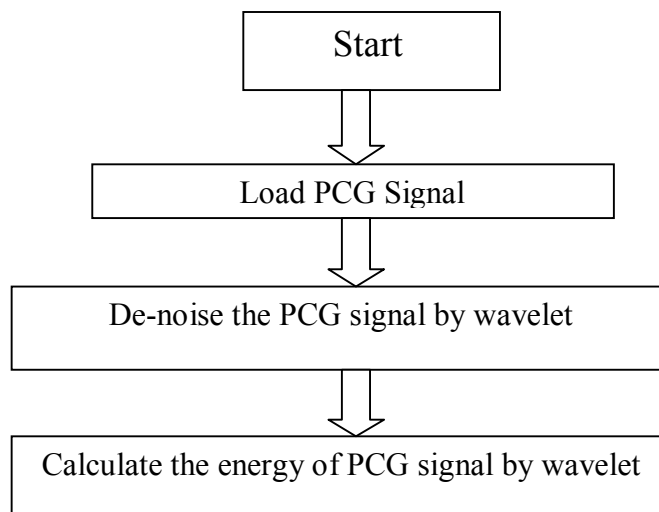 Start
Load PCG Signal
De-noise the PCG signal by wavelet
Calculate the energy of PCG signal by wavelet